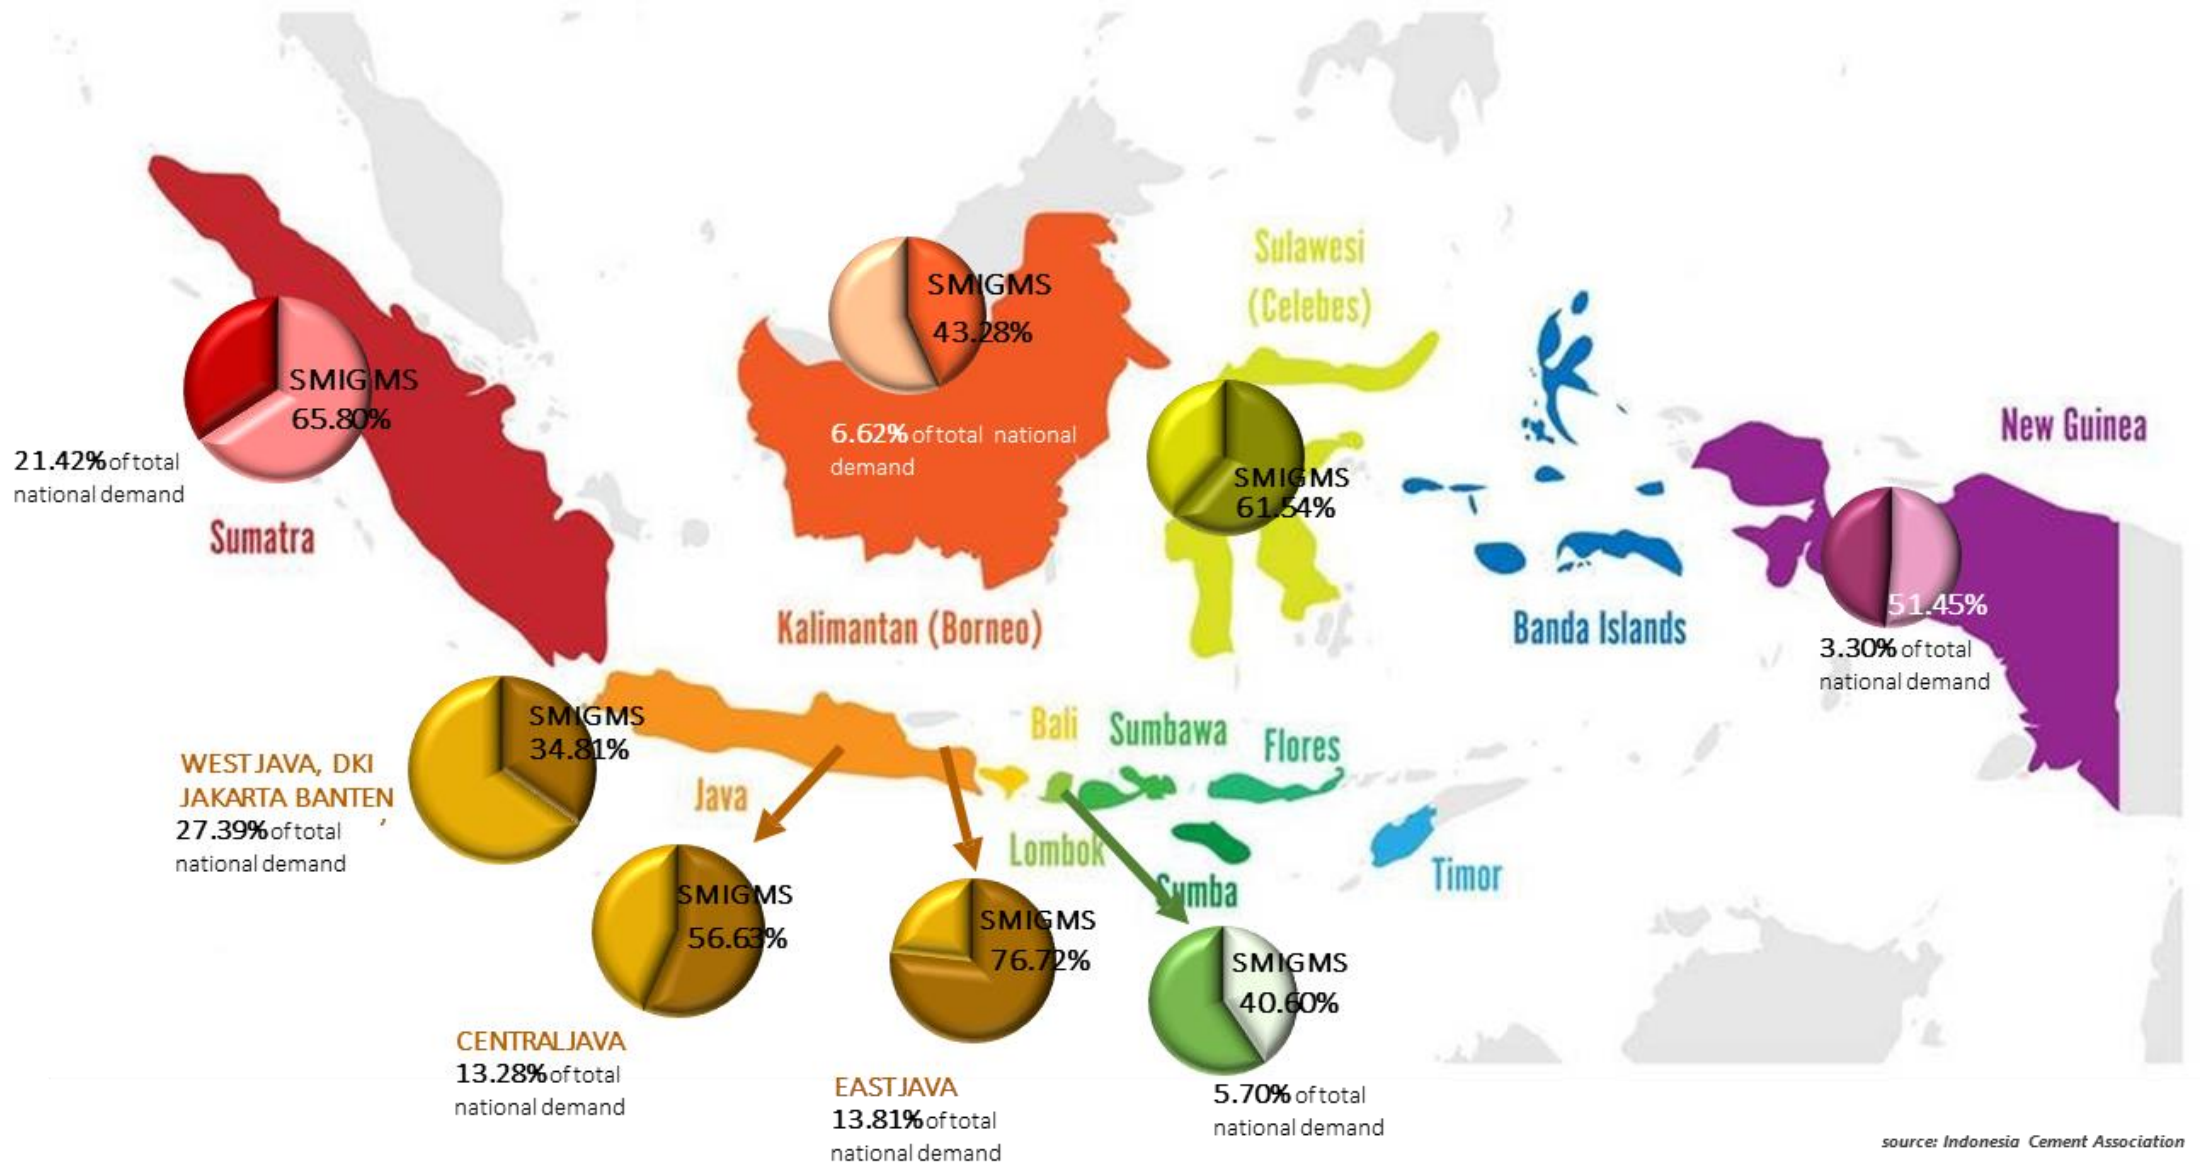 Sulawesi
(Celebes)
SMIGMS
43.28%
SMIGMS
65.80%
New Guinea
6.62% of total national
demand
21.42% of total
national demand
SMIGMS
61.54%
Sumatra
Kalimantan (Borneo)
Banda Islands
51.45%
3.30% of total
national demand
SMIGMS
34.81%
WEST JAVA, DKI
JAKARTA BANTEN
,
27.39% of total
national demand
Java
Bali
Sumbawa
Flores
Lombok
Sumba
Timor
SMIGMS
56.63%
SMIGMS
76.72%
SMIGMS
40.60%
CENTRAL JAVA
13.28% of total
national demand
EAST JAVA
13.81% of total
national demand
5.70% of total
national demand
source: Indonesia Cement Association